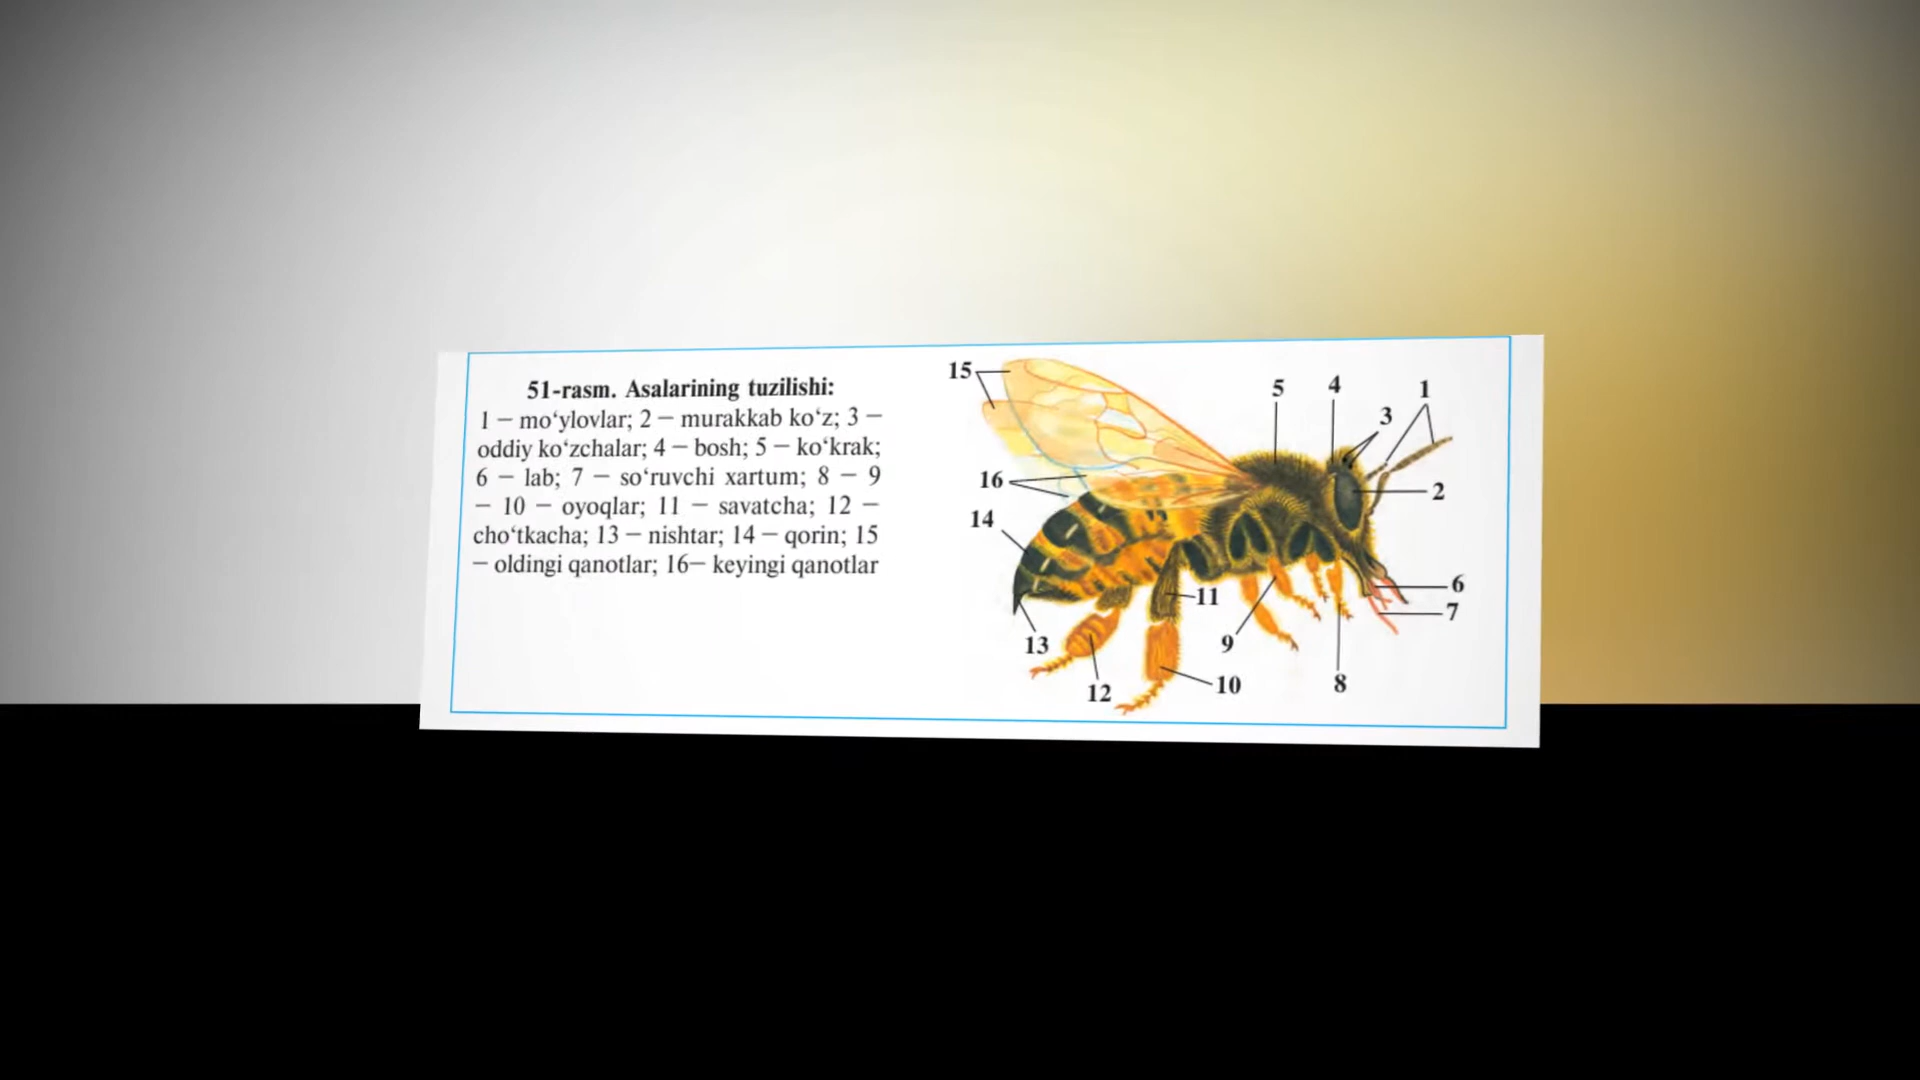 51-rasm. Asalarining tuzilishi:
1 – mo‘ylovlar; 2 – murakkab ko‘z; 3 –
oddiy ko‘zchalar; 4 – bosh; 5 – ko‘krak;
6 – lab; 7 – so‘ruvchi xartum; 8 – 9
– 10 – oyoqlar; 11 – savatcha; 12 –
cho‘tkacha; 13 – nishtar; 14 – qorin; 15
– oldingi qanotlar; 16– keyingi qanotlar
15
5
4
1
3
16
2
14
6
11
7
13
9
12
10
8